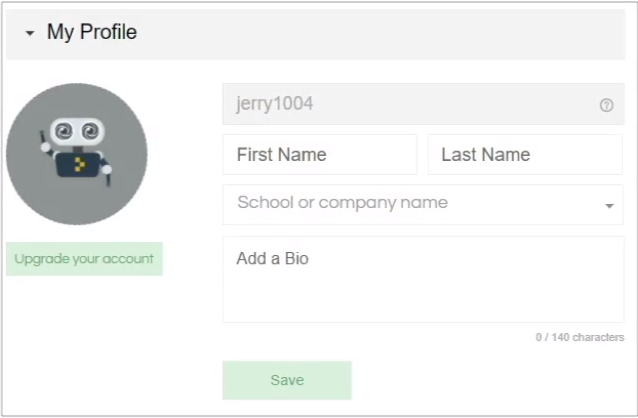 My Profile
jerry1004
First Name
Last Name
School or company name
Upgrade your account
Add a Bio
0 / 140 characters
Save